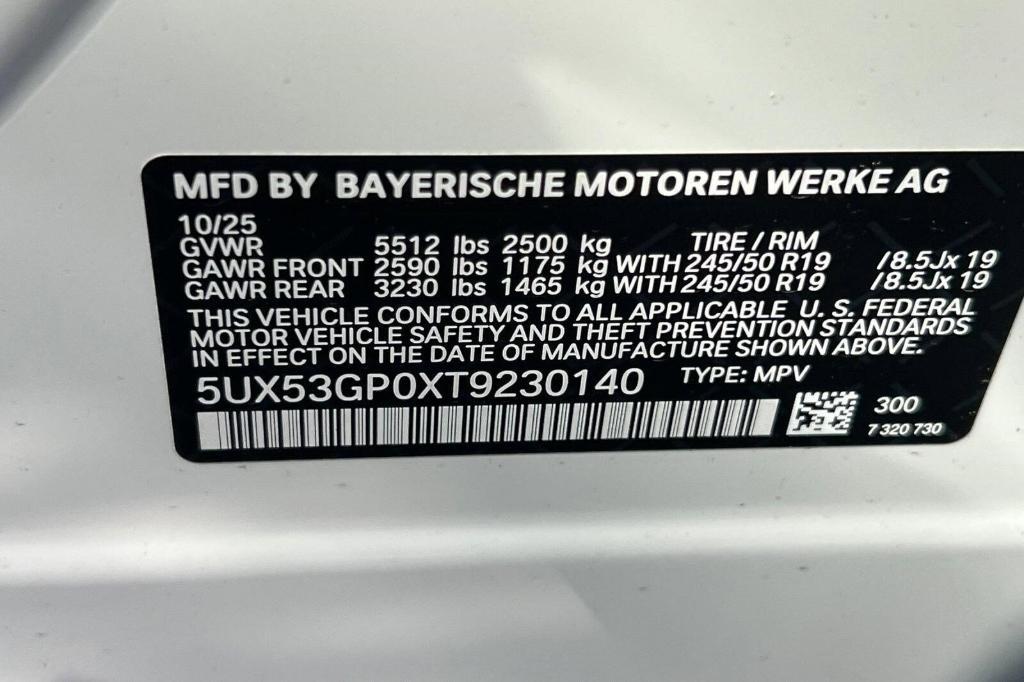 MFD BY BAYERISCHE MOTOREN WERKE AG
10/25
GVWR 5512 lbs 2500 kg TIRE / RIM
GAWR FRONT 2590 lbs 1175 kg WITH 245/50 R19 /8.5Jx 19
GAWR REAR 3230 lbs 1465 kg WITH 245/50 R19 /8.5Jx 19
THIS VEHICLE CONFORMS TO ALL APPLICABLE U. S. FEDERAL
MOTOR VEHICLE SAFETY AND THEFT PREVENTION STANDARDS
IN EFFECT ON THE DATE OF MANUFACTURE SHOWN ABOVE.
5UX53GP0XT9230140 TYPE: MPV
300
7 320 730